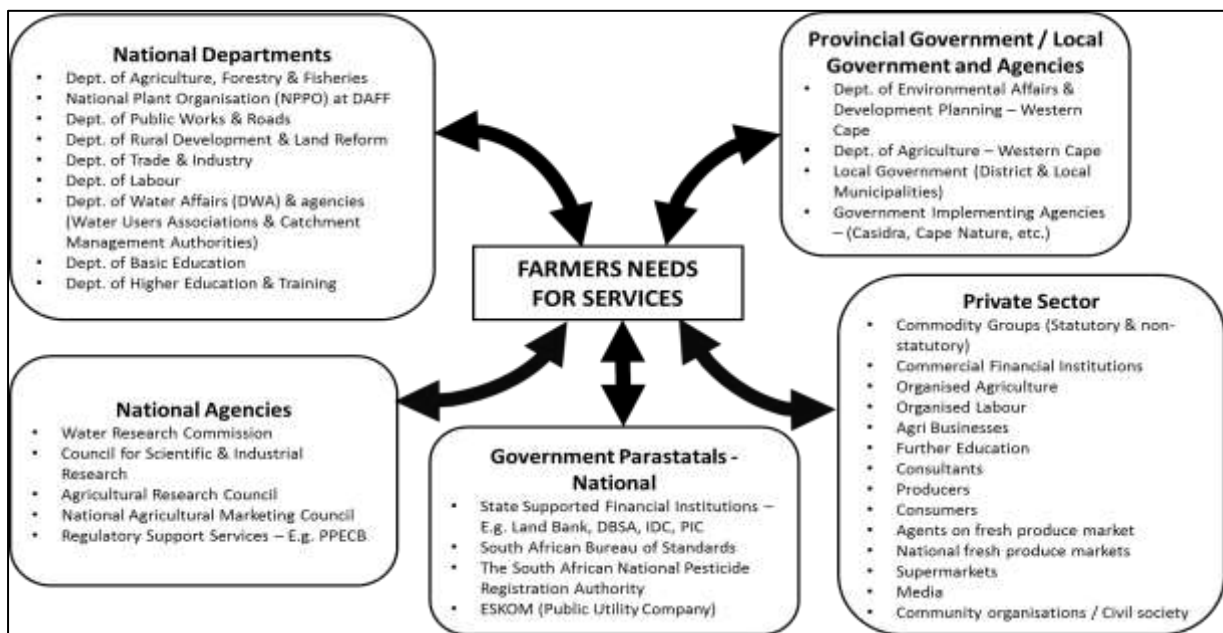 National Departments
• Dept. of Agriculture, Forestry & Fisheries
• National Plant Organisation (NPPO) at DAFF
• Dept. of Public Works & Roads
• Dept. of Rural Development & Land Reform
• Dept. of Trade & Industry
• Dept. of Labour
• Dept. of Water Affairs (DWA) & agencies
(Water Users Associations & Catchment
Management Authorities)
• Dept. of Basic Education
• Dept. of Higher Education & Training
Provincial Government / Local
Government and Agencies
• Dept. of Environmental Affairs &
Development Planning – Western
Cape
• Dept. of Agriculture – Western Cape
• Local Government (District & Local
Municipalities)
• Government Implementing Agencies
– (Casidra, Cape Nature, etc.)
FARMERS NEEDS
FOR SERVICES
National Agencies
• Water Research Commission
• Council for Scientific & Industrial
Research
• Agricultural Research Council
• National Agricultural Marketing Council
• Regulatory Support Services – E.g. PPECB
Government Parastatals -
National
• State Supported Financial Institutions –
E.g. Land Bank, DBSA, IDC, PIC
• South African Bureau of Standards
• The South African National Pesticide
Registration Authority
• ESKOM (Public Utility Company)
Private Sector
• Commodity Groups (Statutory & non-
statutory)
• Commercial Financial Institutions
• Organised Agriculture
• Organised Labour
• Agri Businesses
• Further Education
• Consultants
• Producers
• Consumers
• Agents on fresh produce market
• National fresh produce markets
• Supermarkets
• Media
• Community organisations / Civil society